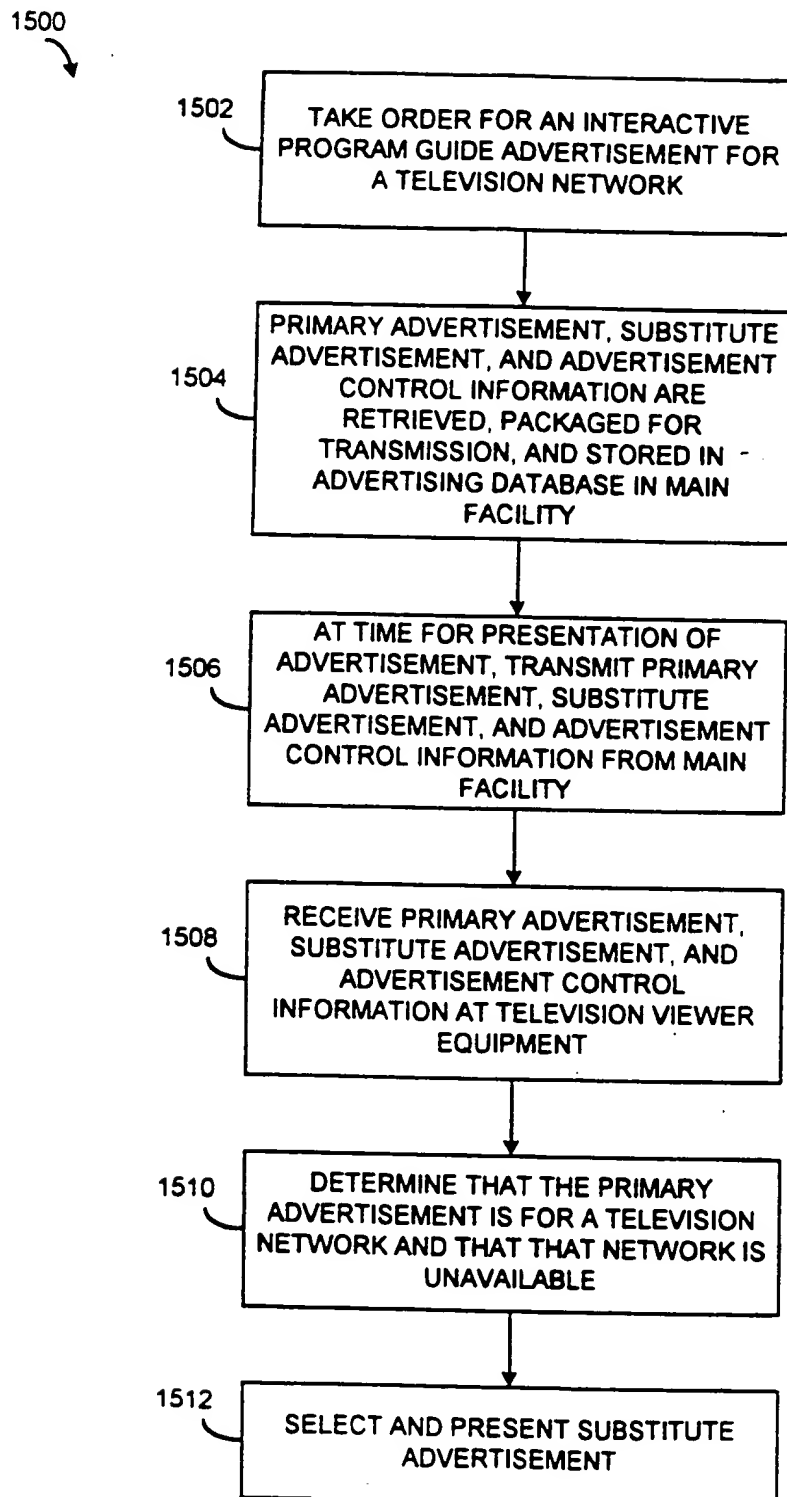 1500
1502
TAKE ORDER FOR AN INTERACTIVE
PROGRAM GUIDE ADVERTISEMENT FOR
A TELEVISION NETWORK
1504
PRIMARY ADVERTISEMENT, SUBSTITUTE
ADVERTISEMENT, AND ADVERTISEMENT
CONTROL INFORMATION ARE
RETRIEVED, PACKAGED FOR
TRANSMISSION, AND STORED IN
ADVERTISING DATABASE IN MAIN
FACILITY
1506
AT TIME FOR PRESENTATION OF
ADVERTISEMENT, TRANSMIT PRIMARY
ADVERTISEMENT, SUBSTITUTE
ADVERTISEMENT, AND ADVERTISEMENT
CONTROL INFORMATION FROM MAIN
FACILITY
1508
RECEIVE PRIMARY ADVERTISEMENT,
SUBSTITUTE ADVERTISEMENT, AND
ADVERTISEMENT CONTROL
INFORMATION AT TELEVISION VIEWER
EQUIPMENT
1510
DETERMINE THAT THE PRIMARY
ADVERTISEMENT IS FOR A TELEVISION
NETWORK AND THAT THAT NETWORK IS
UNAVAILABLE
1512
SELECT AND PRESENT SUBSTITUTE
ADVERTISEMENT